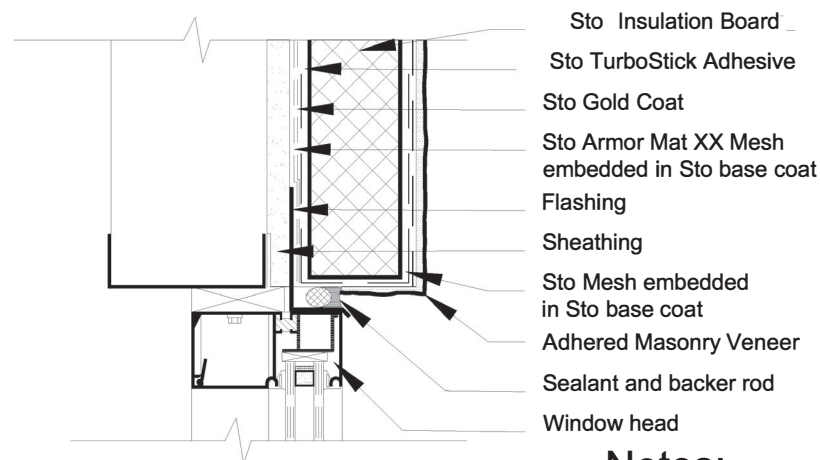 Sto Insulation Board
Sto TurboStick Adhesive
Sto Gold Coat
Sto Armor Mat XX Mesh
embedded in Sto base coat
Flashing
Sheathing
Sto Mesh embedded
in Sto base coat
Adhered Masonry Veneer
Sealant and backer rod
Window head
Notes: